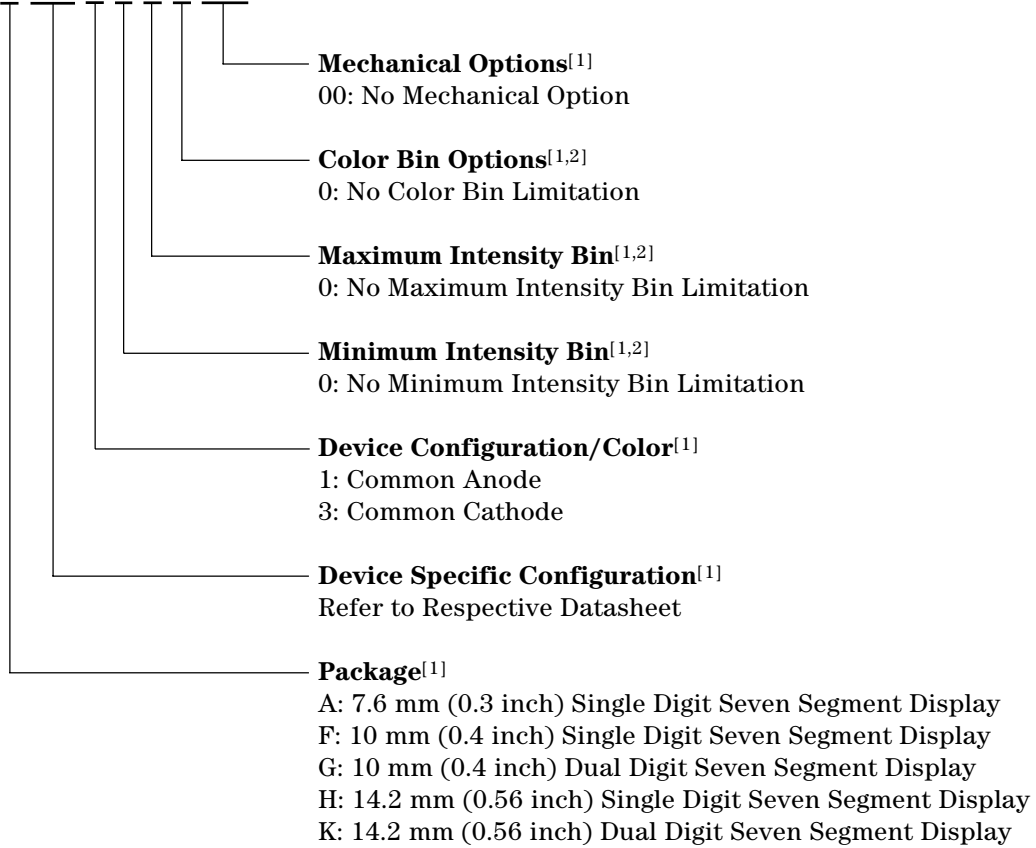 Mechanical Options[1]
00: No Mechanical Option
Color Bin Options[1,2]
0: No Color Bin Limitation
Maximum Intensity Bin[1,2]
0: No Maximum Intensity Bin Limitation
Minimum Intensity Bin[1,2]
0: No Minimum Intensity Bin Limitation
Device Configuration/Color[1]
1: Common Anode
3: Common Cathode
Device Specific Configuration[1]
Refer to Respective Datasheet
Package[1]
A: 7.6 mm (0.3 inch) Single Digit Seven Segment Display
F: 10 mm (0.4 inch) Single Digit Seven Segment Display
G: 10 mm (0.4 inch) Dual Digit Seven Segment Display
H: 14.2 mm (0.56 inch) Single Digit Seven Segment Display
K: 14.2 mm (0.56 inch) Dual Digit Seven Segment Display